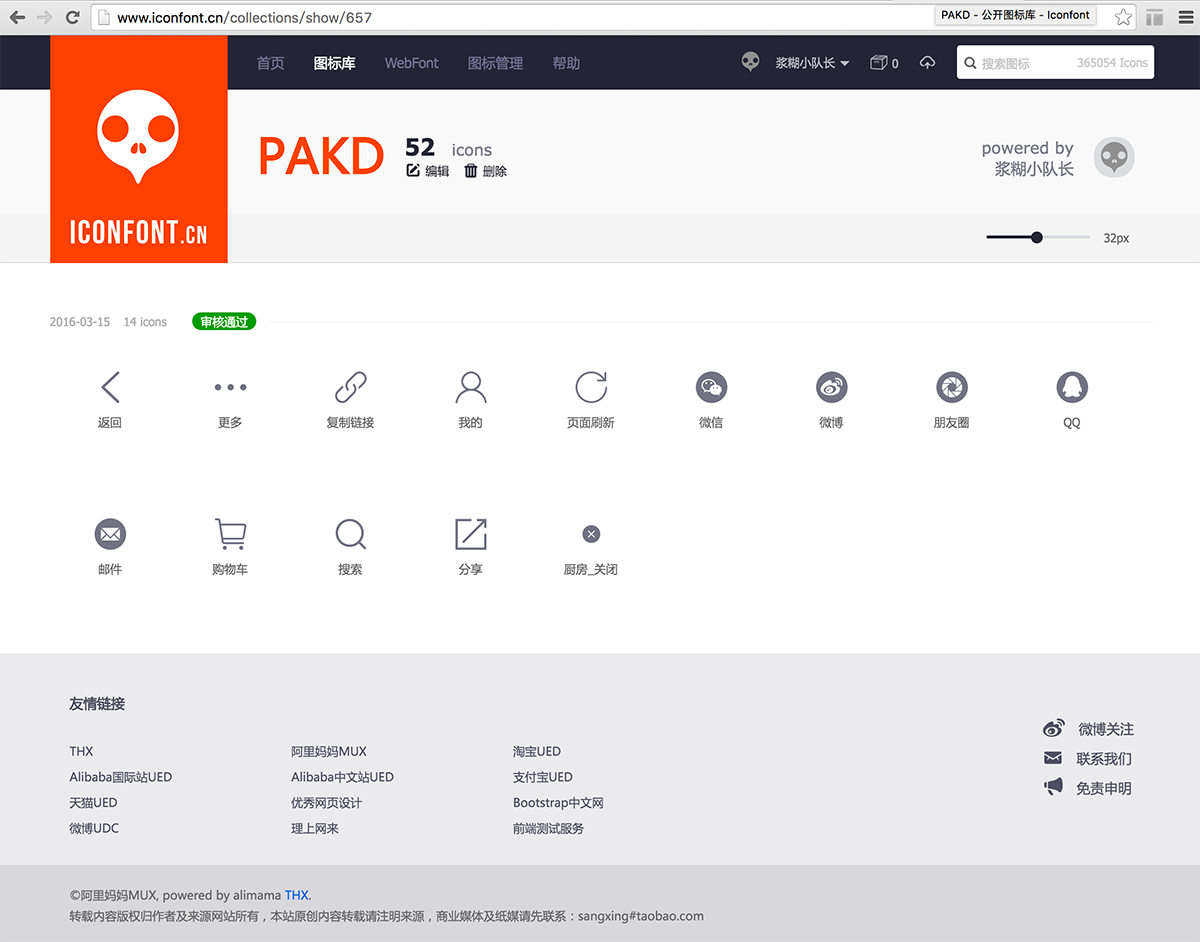 www.iconfont.cn/collections/show/657
PAKD - 公开图标库 - Iconfont
首页 图标库 WebFont 图标管理 帮助 浆糊小队长 0 搜索图标 365054 Icons
ICONFONT.CN
PAKD 52 icons
编辑 删除
powered by
浆糊小队长
32px
2016-03-15 14 icons 审核通过
返回 更多 复制链接 我的 页面刷新 微信 微博 朋友圈 QQ
邮件 购物车 搜索 分享 厨房_关闭
友情链接
THX 阿里妈妈MUX 淘宝UED
Alibaba国际站UED Alibaba中文站UED 支付宝UED
天猫UED 优秀网页设计 Bootstrap中文网
微博UDC 理上网来 前端测试服务
微博关注
联系我们
免责申明
©阿里妈妈MUX, powered by alimama THX.
转载内容版权归作者及来源网站所有，本站原创内容转载请注明来源，商业媒体及纸媒请先联系：sangxing#taobao.com